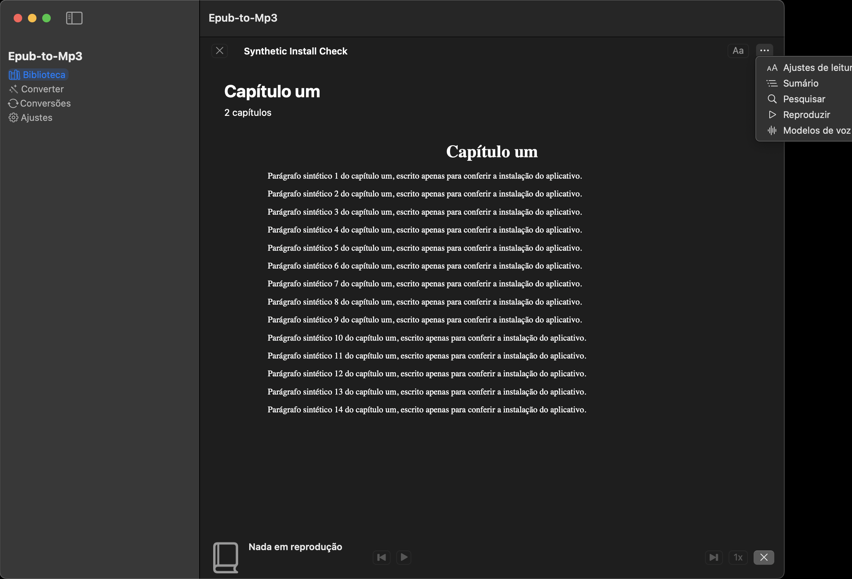 Epub-to-Mp3
Epub-to-Mp3
Biblioteca
Converter
Conversões
Ajustes
Synthetic Install Check
Aa
AA Ajustes de leitur
Sumário
Pesquisar
Reproduzir
Modelos de voz
Capítulo um
2 capítulos
Capítulo um
Parágrafo sintético 1 do capítulo um, escrito apenas para conferir a instalação do aplicativo.
Parágrafo sintético 2 do capítulo um, escrito apenas para conferir a instalação do aplicativo.
Parágrafo sintético 3 do capítulo um, escrito apenas para conferir a instalação do aplicativo.
Parágrafo sintético 4 do capítulo um, escrito apenas para conferir a instalação do aplicativo.
Parágrafo sintético 5 do capítulo um, escrito apenas para conferir a instalação do aplicativo.
Parágrafo sintético 6 do capítulo um, escrito apenas para conferir a instalação do aplicativo.
Parágrafo sintético 7 do capítulo um, escrito apenas para conferir a instalação do aplicativo.
Parágrafo sintético 8 do capítulo um, escrito apenas para conferir a instalação do aplicativo.
Parágrafo sintético 9 do capítulo um, escrito apenas para conferir a instalação do aplicativo.
Parágrafo sintético 10 do capítulo um, escrito apenas para conferir a instalação do aplicativo.
Parágrafo sintético 11 do capítulo um, escrito apenas para conferir a instalação do aplicativo.
Parágrafo sintético 12 do capítulo um, escrito apenas para conferir a instalação do aplicativo.
Parágrafo sintético 13 do capítulo um, escrito apenas para conferir a instalação do aplicativo.
Parágrafo sintético 14 do capítulo um, escrito apenas para conferir a instalação do aplicativo.
Nada em reprodução
1x